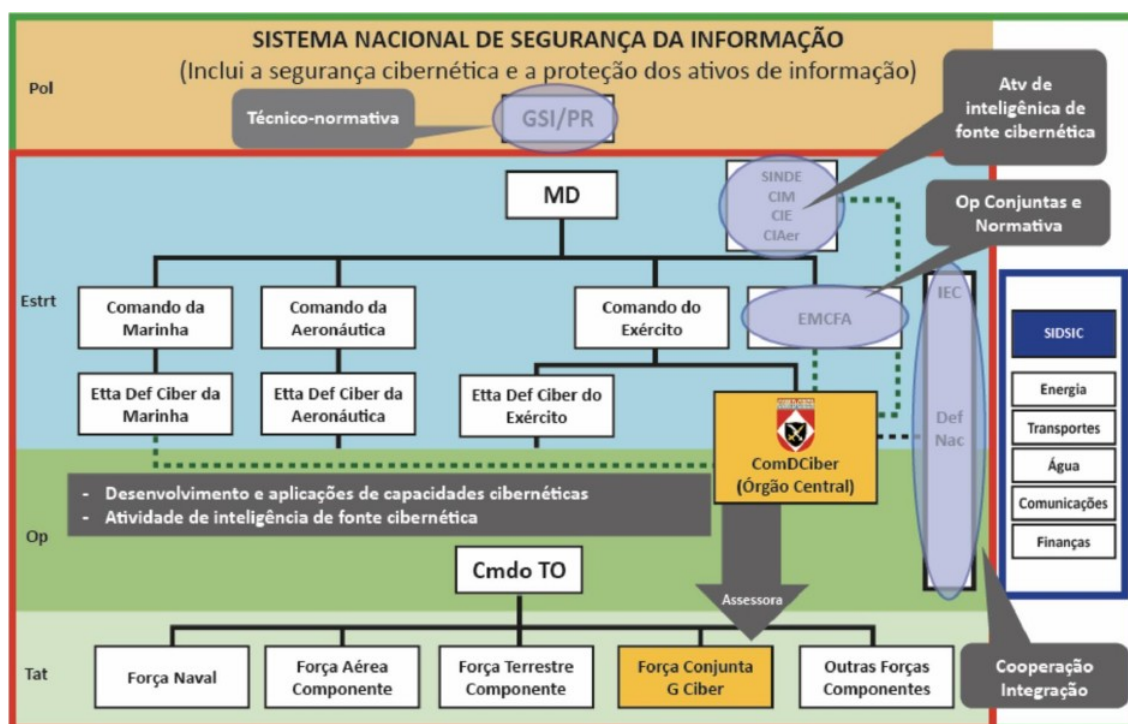 SISTEMA NACIONAL DE SEGURANÇA DA INFORMAÇÃO
(Inclui a segurança cibernética e a proteção dos ativos de informação)
Pol
Técnico-normativa
GSI/PR
Atv de
inteligênica de
fonte cibernética
MD
SINDE
CIM
CIE
CIAer
Op Conjuntas e
Normativa
Estrt
Comando da
Marinha
Comando da
Aeronáutica
Comando do
Exército
EMCFA
IEC
Def
Nac
SIDSIC
Energia
Transportes
Água
Comunicações
Finanças
Etta Def Ciber da
Marinha
Etta Def Ciber da
Aeronáutica
Etta Def Ciber do
Exército
ComDCiber
(Órgão Central)
- Desenvolvimento e aplicações de capacidades cibernéticas
- Atividade de inteligência de fonte cibernética
Op
Cmdo TO
Assessora
Tat
Força Naval
Força Aérea
Componente
Força Terrestre
Componente
Força Conjunta
G Ciber
Outras Forças
Componentes
Cooperação
Integração